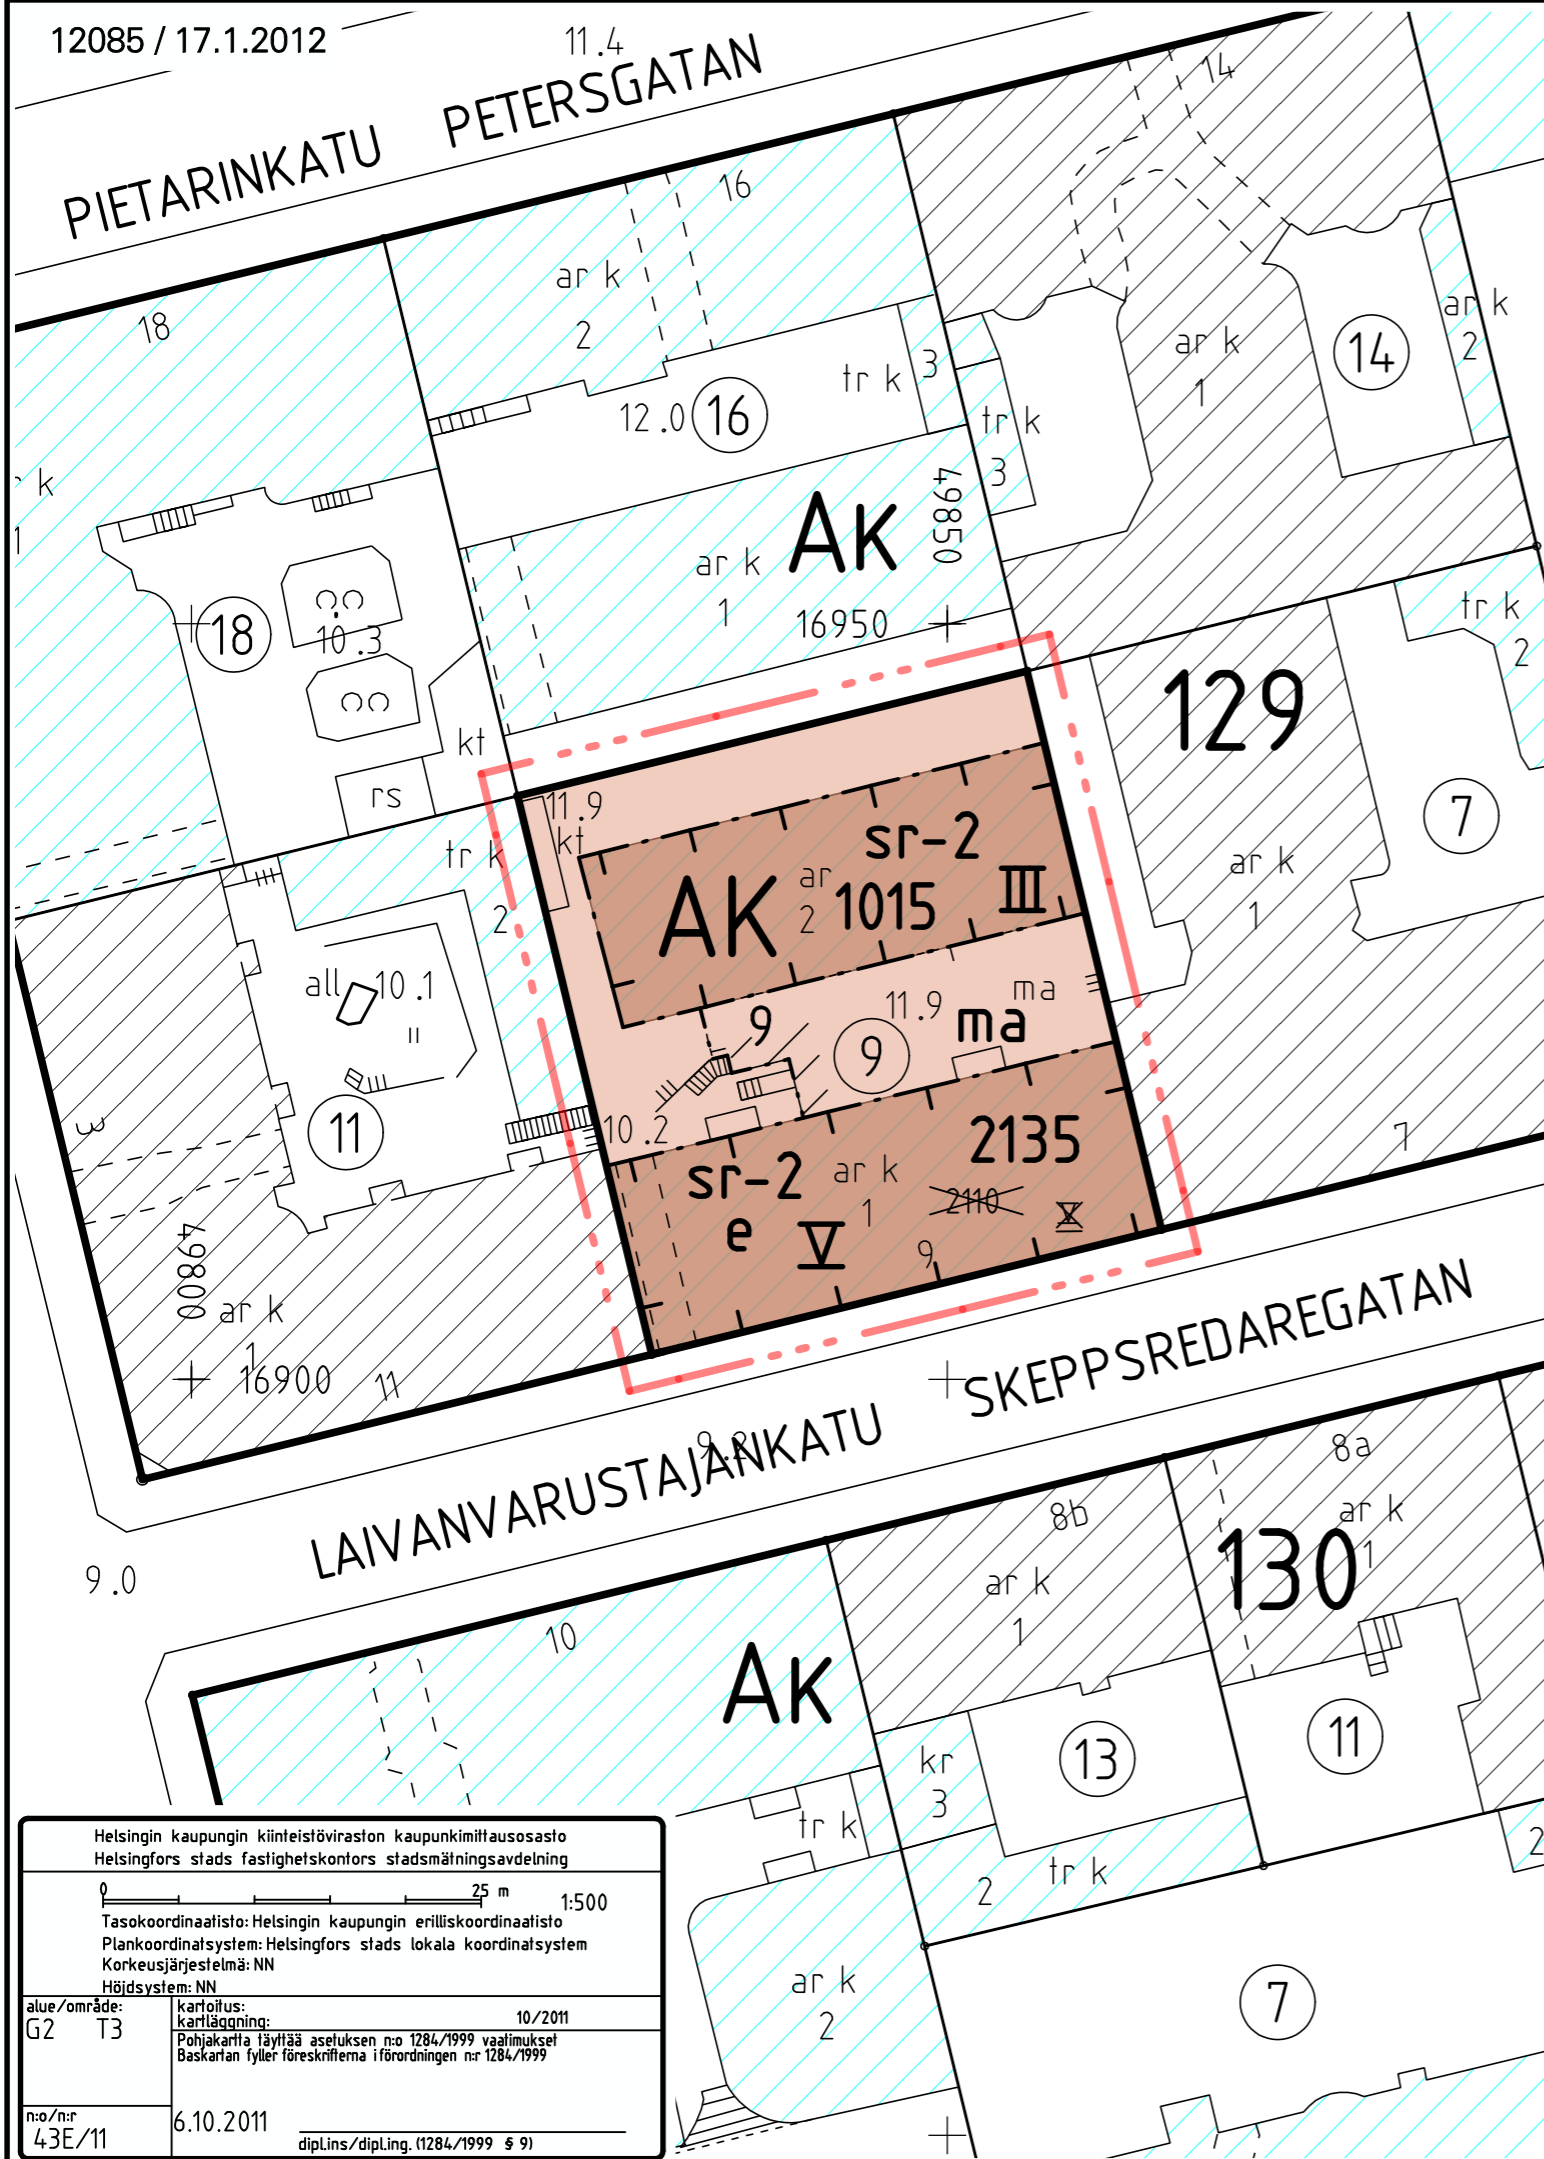 12085 / 17.1.2012
11.4
PIETARINKATU PETERSGATAN
14
16
18
ar k
2
ar k
1
ar k
2
14
tr k
3
12.0
16
tr k
3
k
1
AK
49850
ar k
1
16950
18
10.3
tr k
2
129
kt
rs
11.9
kt
7
tr k
2
sr-2
AK
ar
2
1015
III
ar k
1
all
10.1
11.9
ma
ma
9
9
11
3
10.2
2135
7
sr-2
ar k
1
2110
e
V
9
49800
ar k
1
16900
11
SKEPPSREDAREGATAN
LAIVANVARUSTAJANKATU
9.2
8a
8b
ar k
1
9.0
130
ar k
1
10
AK
13
11
kr
3
tr k
2
tr k
2
ar k
2
7
Helsingin kaupungin kiinteistöviraston kaupunkimittausosasto
Helsingfors stads fastighetskontors stadsmätningsavdelning
0 25 m 1:500
Tasokoordinaatisto: Helsingin kaupungin erilliskoordinaatisto
Plankoordinatsystem: Helsingfors stads lokala koordinatsystem
Korkeusjärjestelmä: NN
Höjdsystem: NN
alue/område:
G2 T3
kartoitus:
kartläggning: 10/2011
Pohjakartta täyttää asetuksen n:o 1284/1999 vaatimukset
Baskartan fyller föreskrifterna i förordningen n:r 1284/1999
n:o/n:r
43E/11
6.10.2011
dipl.ins/dipl.ing. (1284/1999 § 9)